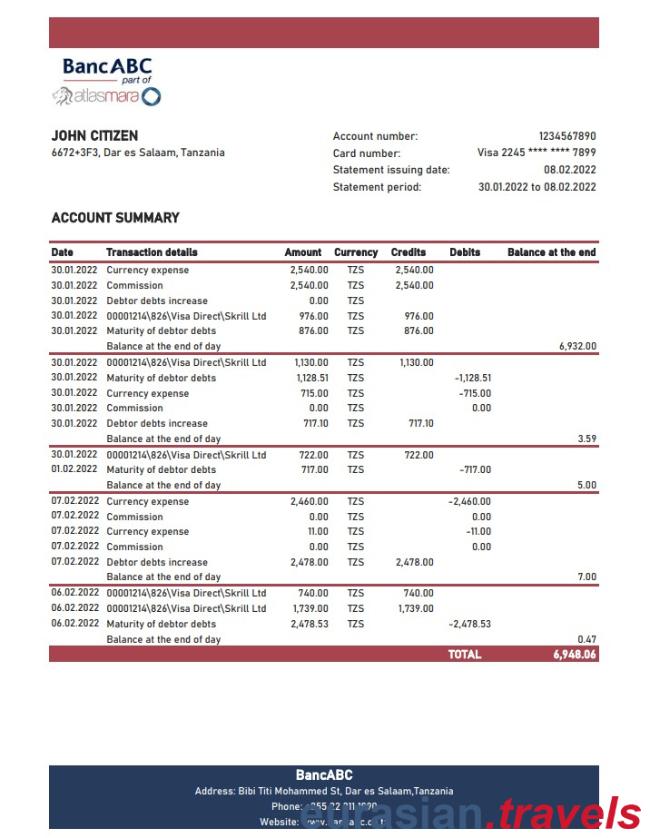 BancABC
part of
atlasmara
JOHN CITIZEN
6672+3F3, Dar es Salaam, Tanzania
Account number: 1234567890
Card number: Visa 2245 **** **** 7899
Statement issuing date: 08.02.2022
Statement period: 30.01.2022 to 08.02.2022
ACCOUNT SUMMARY
Date Transaction details Amount Currency Credits Debits Balance at the end
30.01.2022 Currency expense 2,540.00 TZS 2,540.00
30.01.2022 Commission 2,540.00 TZS 2,540.00
30.01.2022 Debtor debts increase 0.00 TZS
30.01.2022 00001214\826\Visa Direct\Skrill Ltd 976.00 TZS 976.00
30.01.2022 Maturity of debtor debts 876.00 TZS 876.00
Balance at the end of day 6,932.00
30.01.2022 00001214\826\Visa Direct\Skrill Ltd 1,130.00 TZS 1,130.00
30.01.2022 Maturity of debtor debts 1,128.51 TZS -1,128.51
30.01.2022 Currency expense 715.00 TZS -715.00
30.01.2022 Commission 0.00 TZS 0.00
30.01.2022 Debtor debts increase 717.10 TZS 717.10
Balance at the end of day 3.59
30.01.2022 00001214\826\Visa Direct\Skrill Ltd 722.00 TZS 722.00
01.02.2022 Maturity of debtor debts 717.00 TZS -717.00
Balance at the end of day 5.00
07.02.2022 Currency expense 2,460.00 TZS -2,460.00
07.02.2022 Commission 0.00 TZS 0.00
07.02.2022 Currency expense 11.00 TZS -11.00
07.02.2022 Commission 0.00 TZS 0.00
07.02.2022 Debtor debts increase 2,478.00 TZS 2,478.00
Balance at the end of day 7.00
06.02.2022 00001214\826\Visa Direct\Skrill Ltd 740.00 TZS 740.00
06.02.2022 00001214\826\Visa Direct\Skrill Ltd 1,739.00 TZS 1,739.00
06.02.2022 Maturity of debtor debts 2,478.53 TZS -2,478.53
Balance at the end of day 0.47
TOTAL 6,948.06
BancABC
Address: Bibi Titi Mohammed St, Dar es Salaam,Tanzania
Phone:
Website:
eurasian.travels